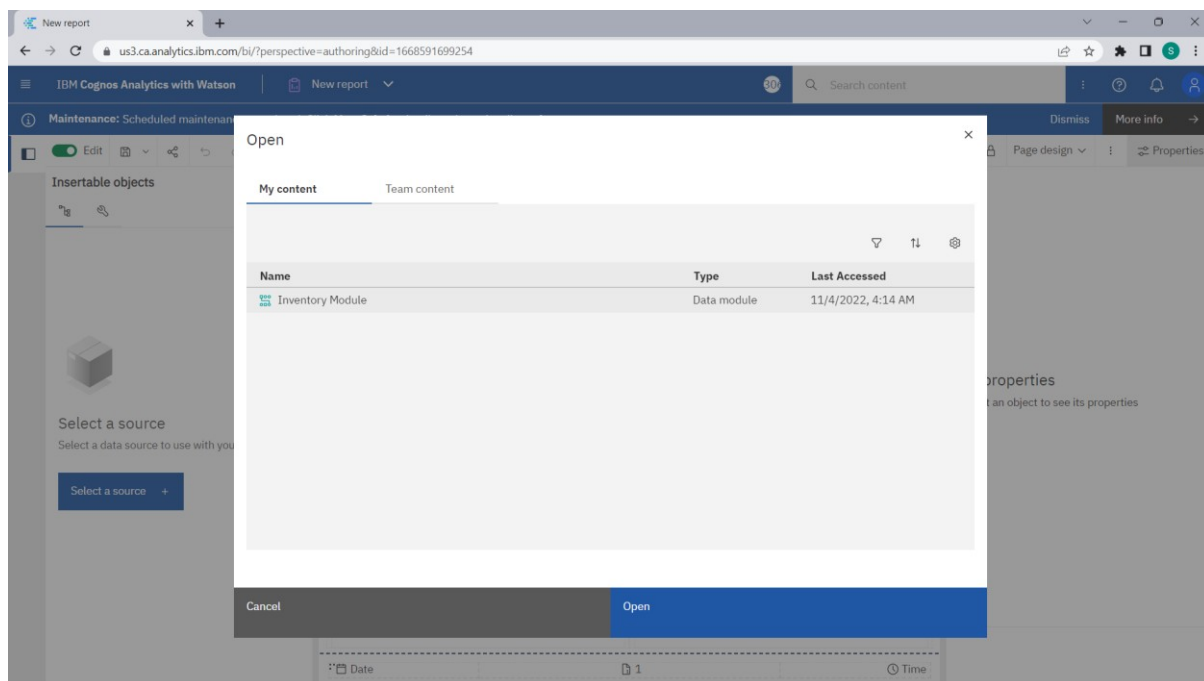 New report
us3.ca.analytics.ibm.com/bi/?perspective=authoring&id=1668591699254
S
IBM Cognos Analytics with Watson
New report
Search content
Maintenance: Scheduled
Dismiss
More info
Edit
Page design
Properties
Open
My content
Team content
Insertable objects
Name
Type
Last Accessed
Inventory Module
Data module
11/4/2022, 4:14 AM
Select a source
Select a data source to use with
Select a source +
properties
an object to see its properties
Cancel
Open
Date
1
Time